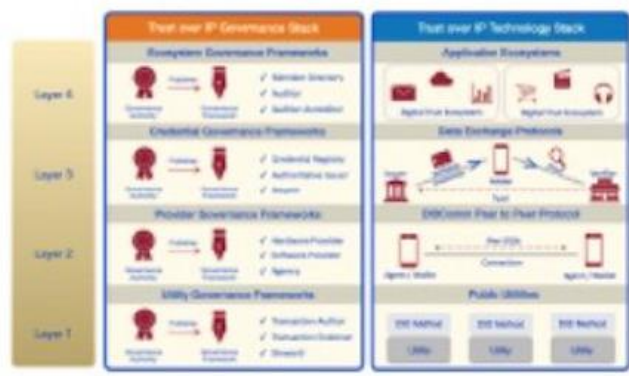 Trust over IP Governance Stack
Trust over IP Technology Stack
Layer 4
Ecosystem Governance Frameworks
Publishes
Governance Authority
Governance Framework
✓ Member Directory
✓ Auditor
✓ Auditor Accreditor
Application Ecosystems
Digital Trust Ecosystem
Digital Trust Ecosystem
Layer 3
Credential Governance Frameworks
Publishes
Governance Authority
Governance Framework
✓ Credential Registry
✓ Authoritative Issuer
✓ Insurer
Data Exchange Protocols
Issuer
Holder
Verifier
Trust
Layer 2
Provider Governance Frameworks
Publishes
Governance Authority
Governance Framework
✓ Hardware Provider
✓ Software Provider
✓ Agency
DIDComm Peer to Peer Protocol
Peer DIDs
Connection
Agent / Wallet
Agent / Wallet
Layer 1
Utility Governance Frameworks
Publishes
Governance Authority
Governance Framework
✓ Transaction Author
✓ Transaction Endorser
✓ Steward
Public Utilities
DID Method
DID Method
DID Method
Utility
Utility
Utility